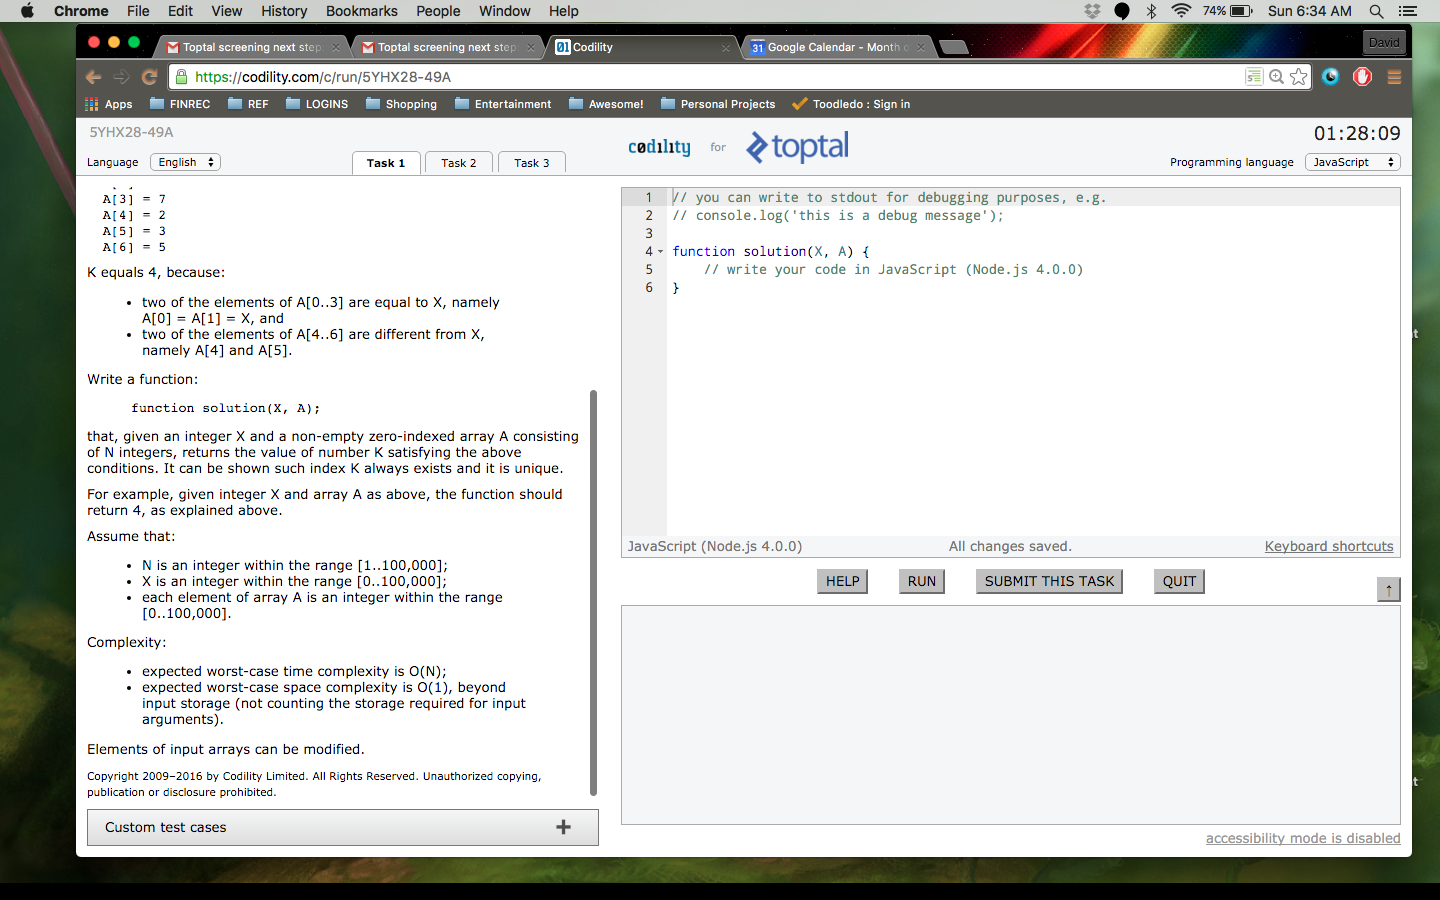 Chrome File Edit View History Bookmarks People Window Help 74% Sun 6:34 AM
Toptal screening next step Toptal screening next step Codility Google Calendar - Month David
https://codility.com/c/run/5YHX28-49A
Apps FINREC REF LOGINS Shopping Entertainment Awesome! Personal Projects Toodledo : Sign in
5YHX28-49A
codility for toptal
01:28:09
Language English
Task 1 Task 2 Task 3
Programming language JavaScript
A[3] = 7
A[4] = 2
A[5] = 3
A[6] = 5
K equals 4, because:
• two of the elements of A[0..3] are equal to X, namely
A[0] = A[1] = X, and
• two of the elements of A[4..6] are different from X,
namely A[4] and A[5].
Write a function:
function solution(X, A);
that, given an integer X and a non-empty zero-indexed array A consisting
of N integers, returns the value of number K satisfying the above
conditions. It can be shown such index K always exists and it is unique.
For example, given integer X and array A as above, the function should
return 4, as explained above.
Assume that:
• N is an integer within the range [1..100,000];
• X is an integer within the range [0..100,000];
• each element of array A is an integer within the range
[0..100,000].
Complexity:
• expected worst-case time complexity is O(N);
• expected worst-case space complexity is O(1), beyond
input storage (not counting the storage required for input
arguments).
Elements of input arrays can be modified.
Copyright 2009–2016 by Codility Limited. All Rights Reserved. Unauthorized copying,
publication or disclosure prohibited.
Custom test cases +
1 // you can write to stdout for debugging purposes, e.g.
2 // console.log('this is a debug message');
3
4 function solution(X, A) {
5 // write your code in JavaScript (Node.js 4.0.0)
6 }
JavaScript (Node.js 4.0.0) All changes saved. Keyboard shortcuts
HELP RUN SUBMIT THIS TASK QUIT
↑
accessibility mode is disabled